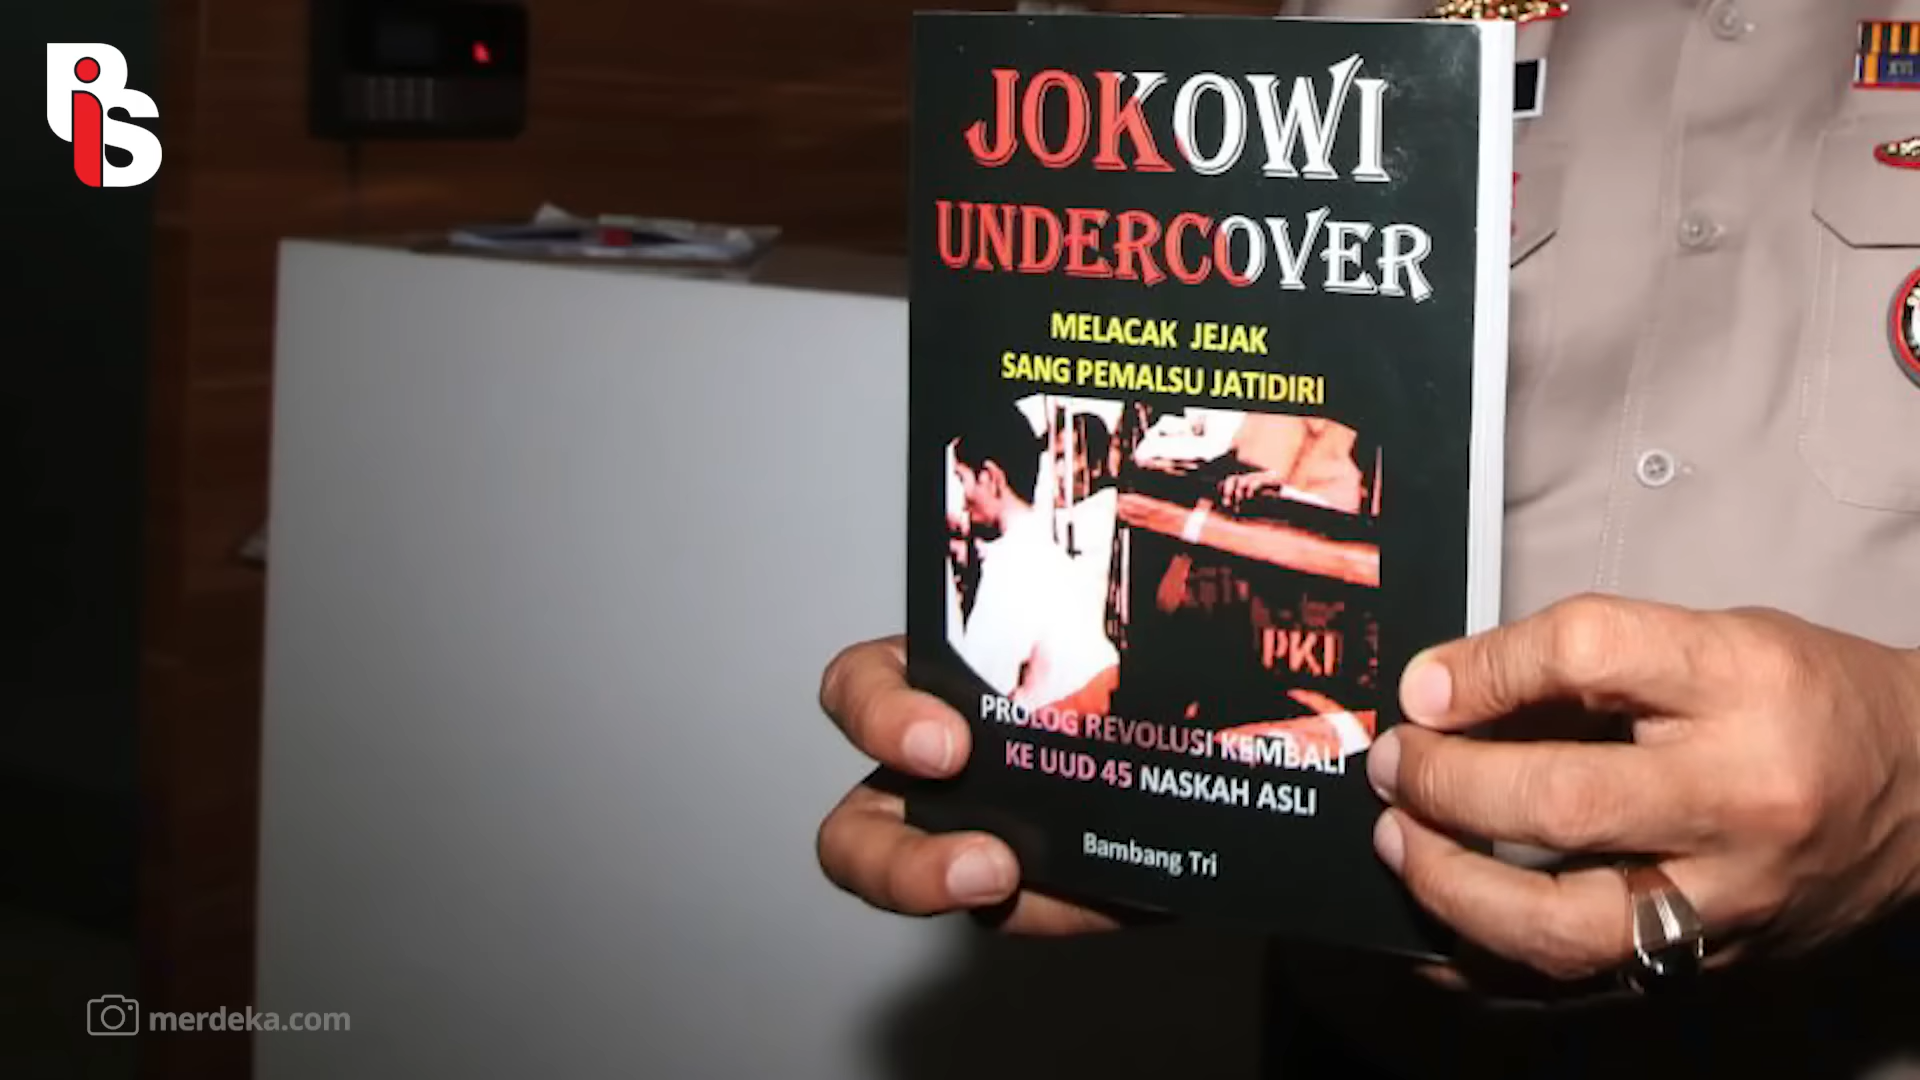 BIS
JOKOWI
UNDERCOVER
MELACAK JEJAK
SANG PEMALSU JATIDIRI
PKI
PROLOG REVOLUSI KEMBALI
KE UUD 45 NASKAH ASLI
Bambang Tri
merdeka.com